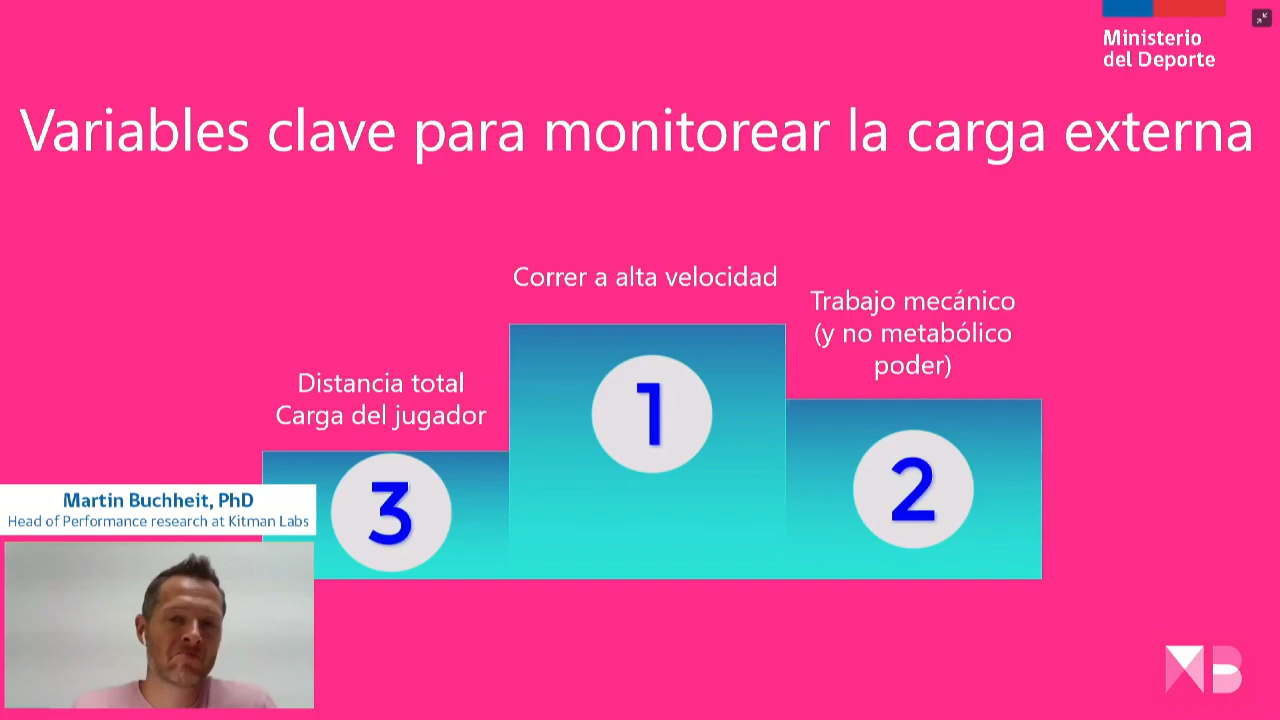 Ministerio
del Deporte
Variables clave para monitorear la carga externa
Correr a alta velocidad
Trabajo mecánico
(y no metabólico
poder)
Distancia total
Carga del jugador
1
2
3
Martin Buchheit, PhD
Head of Performance research at Kitman Labs
MB